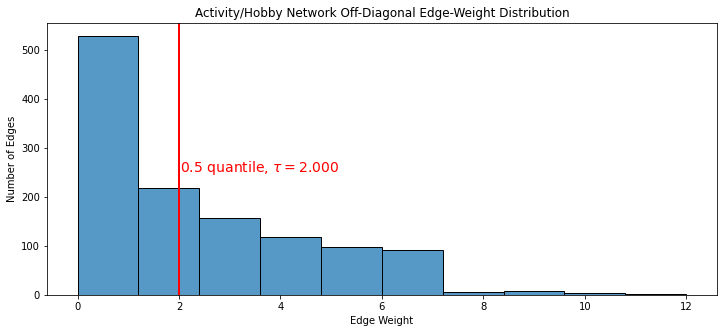 Activity/Hobby Network Off-Diagonal Edge-Weight Distribution
500
400
300
200
100
0
Number of Edges
0.5 quantile, τ = 2.000
0 2 4 6 8 10 12
Edge Weight